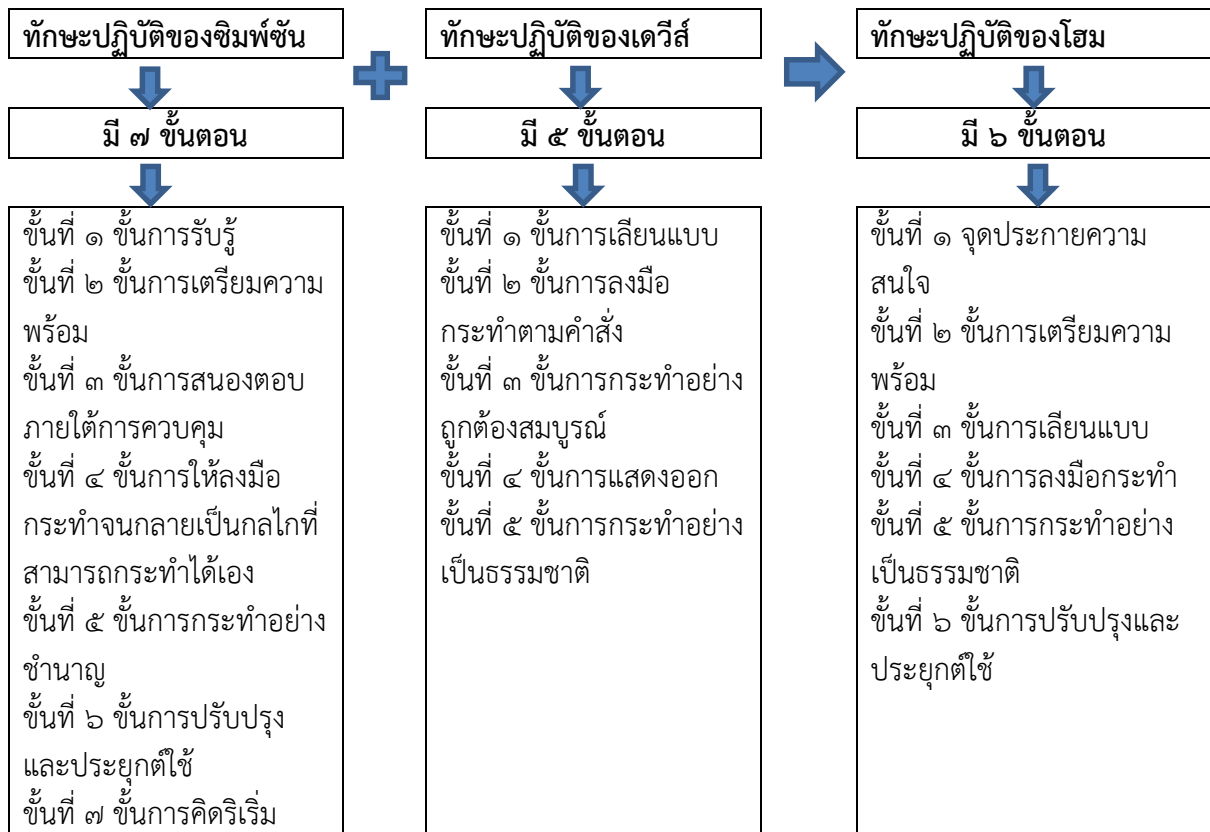 ทักษะปฏิบัติของซิมพ์ซัน
มี ๗ ขั้นตอน
ขั้นที่ ๑ ขั้นการรับรู้
ขั้นที่ ๒ ขั้นการเตรียมความ
พร้อม
ขั้นที่ ๓ ขั้นการสนองตอบ
ภายใต้การควบคุม
ขั้นที่ ๔ ขั้นการให้ลงมือ
กระทำจนกลายเป็นกลไกที่
สามารถกระทำได้เอง
ขั้นที่ ๕ ขั้นการกระทำอย่าง
ชำนาญ
ขั้นที่ ๖ ขั้นการปรับปรุง
และประยุกต์ใช้
ขั้นที่ ๗ ขั้นการคิดริเริ่ม
ทักษะปฏิบัติของเดวีส์
มี ๕ ขั้นตอน
ขั้นที่ ๑ ขั้นการเลียนแบบ
ขั้นที่ ๒ ขั้นการลงมือ
กระทำตามคำสั่ง
ขั้นที่ ๓ ขั้นการกระทำอย่าง
ถูกต้องสมบูรณ์
ขั้นที่ ๔ ขั้นการแสดงออก
ขั้นที่ ๕ ขั้นการกระทำอย่าง
เป็นธรรมชาติ
ทักษะปฏิบัติของโฮม
มี ๖ ขั้นตอน
ขั้นที่ ๑ จุดประกายความ
สนใจ
ขั้นที่ ๒ ขั้นการเตรียมความ
พร้อม
ขั้นที่ ๓ ขั้นการเลียนแบบ
ขั้นที่ ๔ ขั้นการลงมือกระทำ
ขั้นที่ ๕ ขั้นการกระทำอย่าง
เป็นธรรมชาติ
ขั้นที่ ๖ ขั้นการปรับปรุงและ
ประยุกต์ใช้